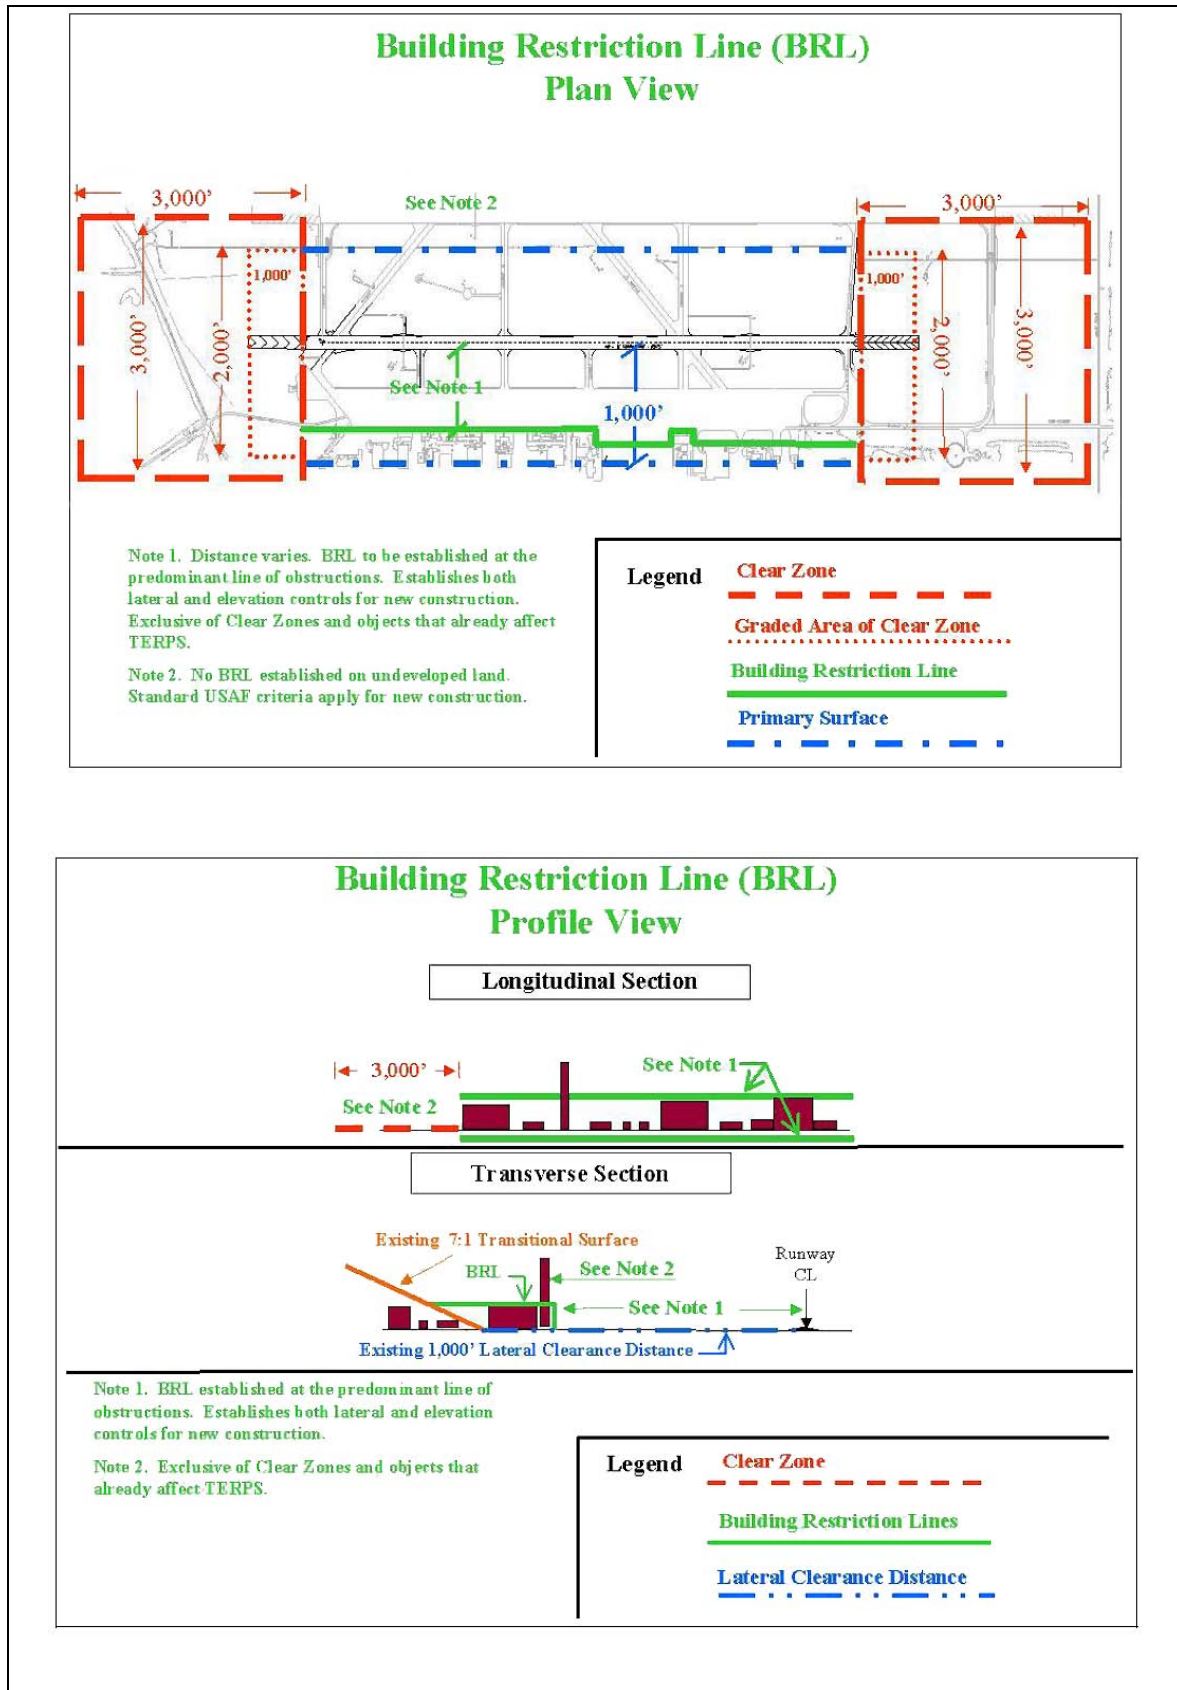 Building Restriction Line (BRL)
Plan View
3,000’
See Note 2
3,000’
1,000’
1,000’
3,000’
2,000’
See Note 1
1,000’
2,000’
3,000’
Note 1. Distance varies. BRL to be established at the
predominant line of obstructions. Establishes both
lateral and elevation controls for new construction.
Exclusive of Clear Zones and objects that already affect
TERPS.
Note 2. No BRL established on undeveloped land.
Standard USAF criteria apply for new construction.
Legend
Clear Zone
Graded Area of Clear Zone
Building Restriction Line
Primary Surface
Building Restriction Line (BRL)
Profile View
Longitudinal Section
3,000’
See Note 1
See Note 2
Transverse Section
Existing 7:1 Transitional Surface
BRL
See Note 2
Runway
CL
See Note 1
Existing 1,000’ Lateral Clearance Distance
Note 1. BRL established at the predominant line of
obstructions. Establishes both lateral and elevation
controls for new construction.
Note 2. Exclusive of Clear Zones and objects that
already affect TERPS.
Legend
Clear Zone
Building Restriction Lines
Lateral Clearance Distance